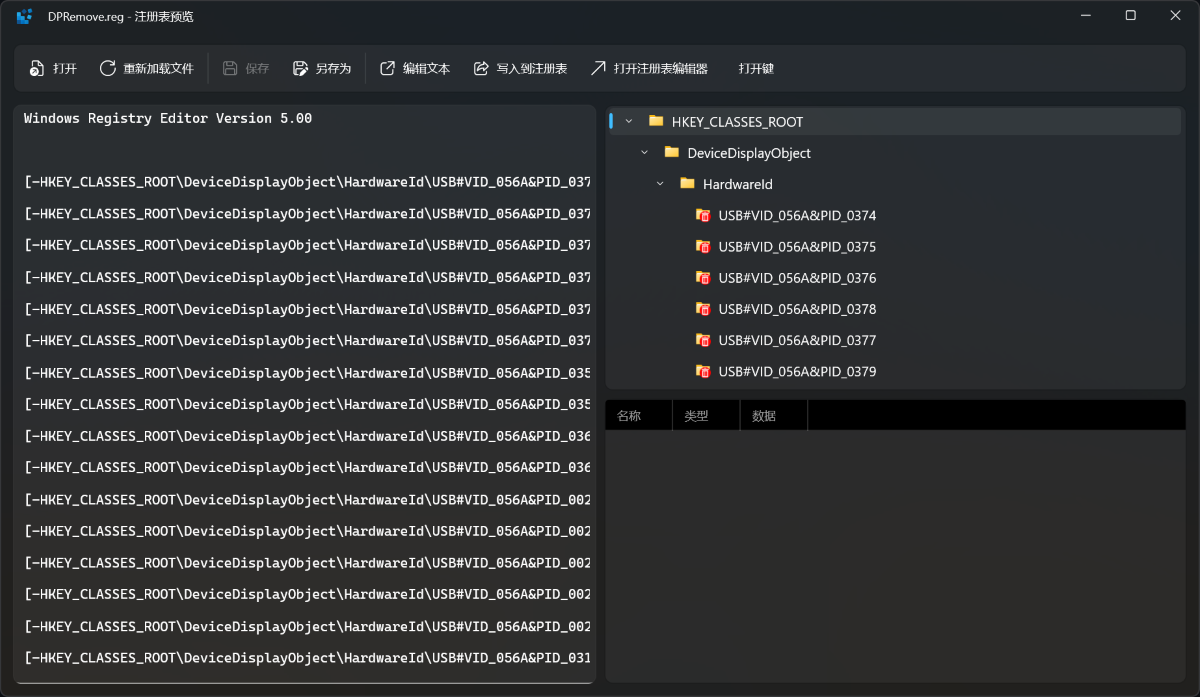 DPRemove.reg - 注册表预览
打开 重新加载文件 保存 另存为 编辑文本 写入到注册表 打开注册表编辑器 打开键
Windows Registry Editor Version 5.00
[-HKEY_CLASSES_ROOT\DeviceDisplayObject\HardwareId\USB#VID_056A&PID_037
[-HKEY_CLASSES_ROOT\DeviceDisplayObject\HardwareId\USB#VID_056A&PID_037
[-HKEY_CLASSES_ROOT\DeviceDisplayObject\HardwareId\USB#VID_056A&PID_037
[-HKEY_CLASSES_ROOT\DeviceDisplayObject\HardwareId\USB#VID_056A&PID_037
[-HKEY_CLASSES_ROOT\DeviceDisplayObject\HardwareId\USB#VID_056A&PID_037
[-HKEY_CLASSES_ROOT\DeviceDisplayObject\HardwareId\USB#VID_056A&PID_037
[-HKEY_CLASSES_ROOT\DeviceDisplayObject\HardwareId\USB#VID_056A&PID_035
[-HKEY_CLASSES_ROOT\DeviceDisplayObject\HardwareId\USB#VID_056A&PID_035
[-HKEY_CLASSES_ROOT\DeviceDisplayObject\HardwareId\USB#VID_056A&PID_036
[-HKEY_CLASSES_ROOT\DeviceDisplayObject\HardwareId\USB#VID_056A&PID_036
[-HKEY_CLASSES_ROOT\DeviceDisplayObject\HardwareId\USB#VID_056A&PID_002
[-HKEY_CLASSES_ROOT\DeviceDisplayObject\HardwareId\USB#VID_056A&PID_002
[-HKEY_CLASSES_ROOT\DeviceDisplayObject\HardwareId\USB#VID_056A&PID_002
[-HKEY_CLASSES_ROOT\DeviceDisplayObject\HardwareId\USB#VID_056A&PID_002
[-HKEY_CLASSES_ROOT\DeviceDisplayObject\HardwareId\USB#VID_056A&PID_002
[-HKEY_CLASSES_ROOT\DeviceDisplayObject\HardwareId\USB#VID_056A&PID_031
HKEY_CLASSES_ROOT
DeviceDisplayObject
HardwareId
USB#VID_056A&PID_0374
USB#VID_056A&PID_0375
USB#VID_056A&PID_0376
USB#VID_056A&PID_0378
USB#VID_056A&PID_0377
USB#VID_056A&PID_0379
名称 类型 数据